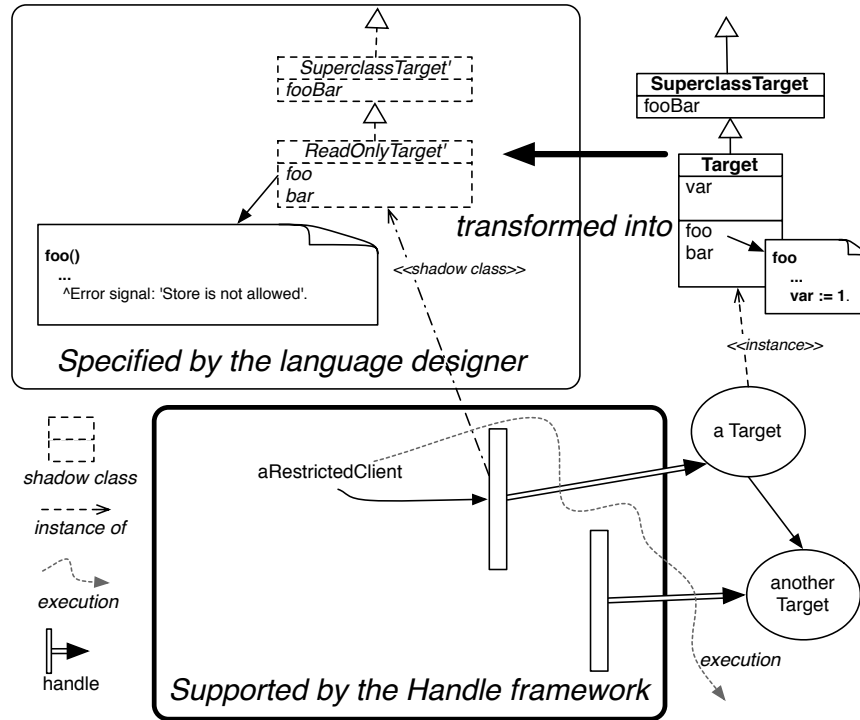 SuperclassTarget'
fooBar
ReadOnlyTarget'
foo
bar
foo()
...
^Error signal: 'Store is not allowed'.
<<shadow class>>
Specified by the language designer
transformed into
SuperclassTarget
fooBar
Target
var
foo
bar
foo
...
var := 1.
<<instance>>
a Target
another
Target
aRestrictedClient
execution
Supported by the Handle framework
shadow class
instance of
execution
handle